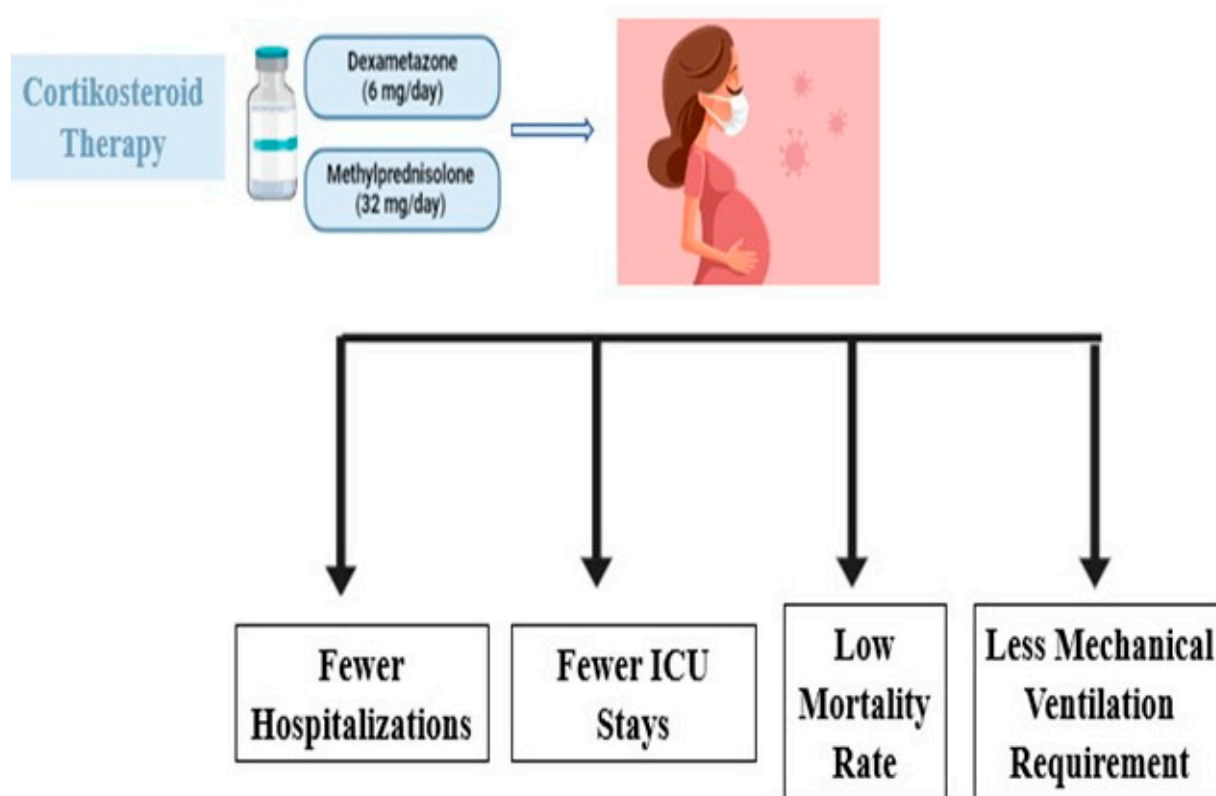 Cortikosteroid
Therapy
Dexametazone
(6 mg/day)
Methylprednisolone
(32 mg/day)
Fewer
Hospitalizations
Fewer ICU
Stays
Low
Mortality
Rate
Less Mechanical
Ventilation
Requirement